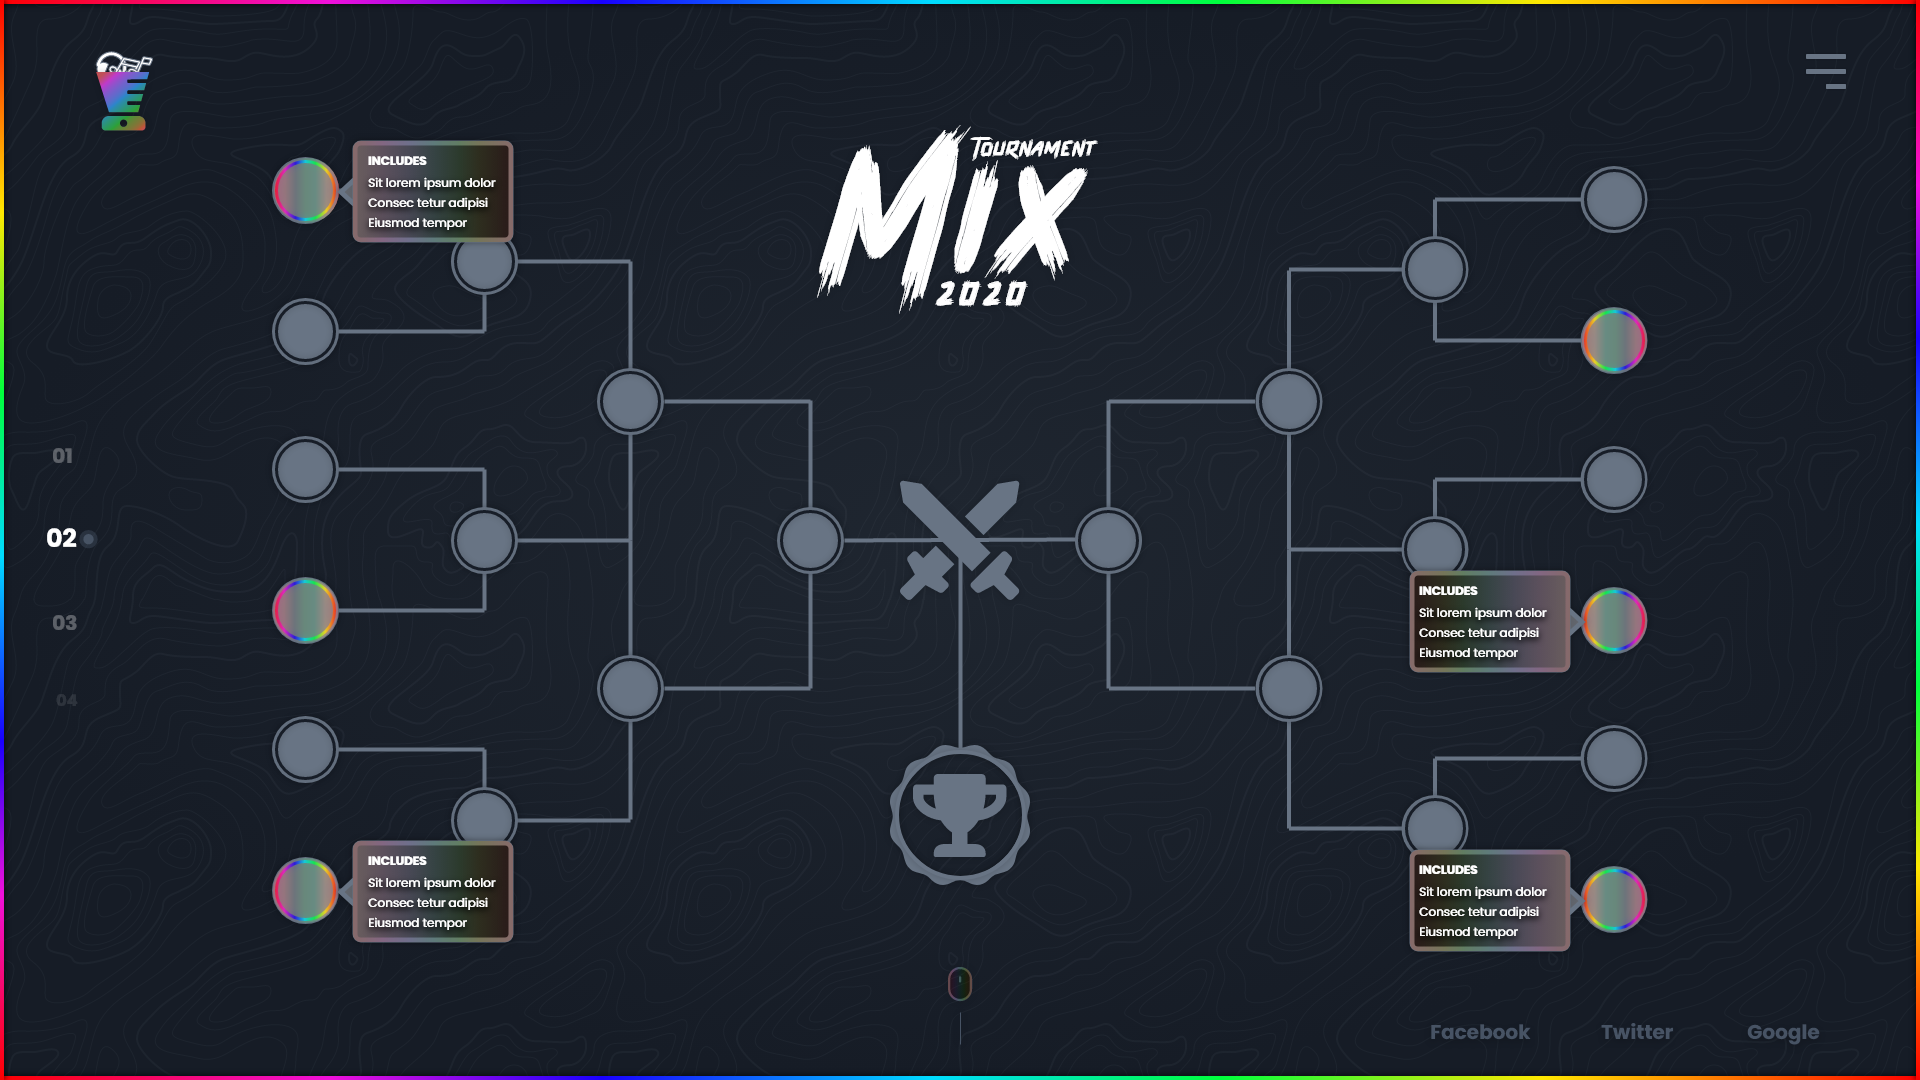 TOURNAMENT
MIX
2020
INCLUDES
Sit lorem ipsum dolor
Consec tetur adipisi
Eiusmod tempor
01
02
03
04
INCLUDES
Sit lorem ipsum dolor
Consec tetur adipisi
Eiusmod tempor
INCLUDES
Sit lorem ipsum dolor
Consec tetur adipisi
Eiusmod tempor
INCLUDES
Sit lorem ipsum dolor
Consec tetur adipisi
Eiusmod tempor
Facebook Twitter Google